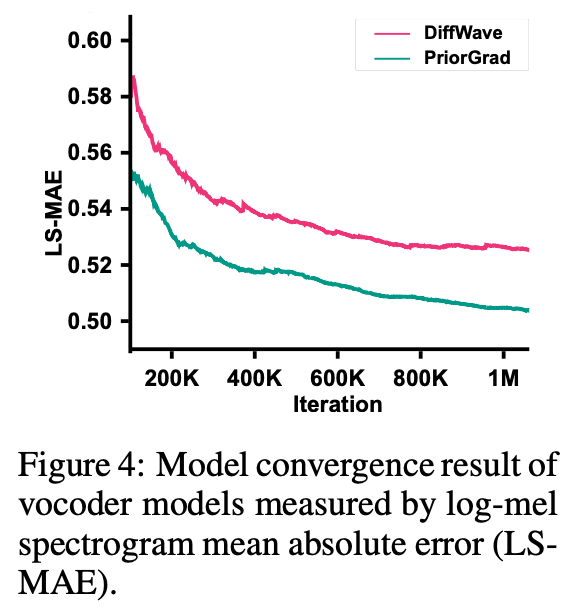 0.60
0.58
0.56
0.54
0.52
0.50
LS-MAE
DiffWave
PriorGrad
200K 400K 600K 800K 1M
Iteration
Figure 4: Model convergence result of
vocoder models measured by log-mel
spectrogram mean absolute error (LS-
MAE).